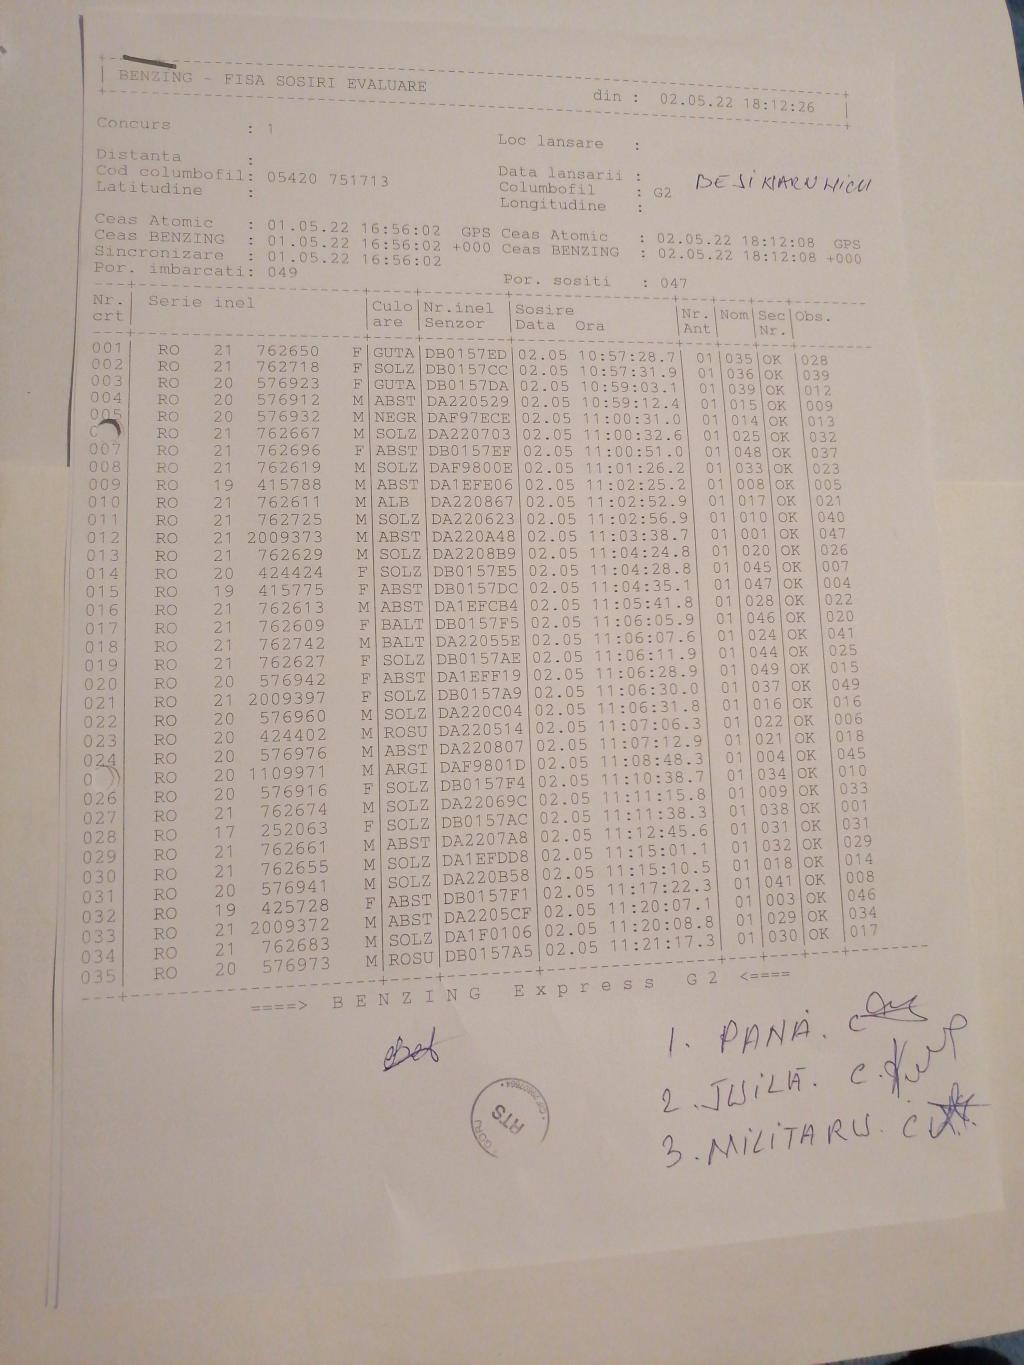 BENZING - FISA SOSIRI EVALUARE din : 02.05.22 18:12:26
Concurs : 1 Loc lansare :
Distanta : Data lansarii :
Cod columbofil: 05420 751713 Columbofil : G2
Latitudine : Longitudine :
Ceas Atomic : 01.05.22 16:56:02 GPS Ceas Atomic : 02.05.22 18:12:08 GPS
Ceas BENZING : 01.05.22 16:56:02 +000 Ceas BENZING : 02.05.22 18:12:08 +000
Sincronizare : 01.05.22 16:56:02
Por. imbarcati: 049 Por. sositi : 047
Nr. Serie inel Culo Nr.inel Sosire Nr. Nom Sec Obs.
crt are Senzor Data Ora Ant Nr.
001 RO 21 762650 F GUTA DB0157ED 02.05 10:57:28.7 01 035 OK 028
002 RO 21 762718 F SOLZ DB0157CC 02.05 10:57:31.9 01 036 OK 039
003 RO 20 576923 F GUTA DB0157DA 02.05 10:59:03.1 01 039 OK 012
004 RO 20 576912 M ABST DA220529 02.05 10:59:12.4 01 015 OK 009
005 RO 20 576932 M NEGR DAF97ECE 02.05 11:00:31.0 01 014 OK 013
RO 21 762667 M SOLZ DA220703 02.05 11:00:32.6 01 025 OK 032
007 RO 21 762696 F ABST DB0157EF 02.05 11:00:51.0 01 048 OK 037
008 RO 21 762619 M SOLZ DAF9800E 02.05 11:01:26.2 01 033 OK 023
009 RO 19 415788 M ABST DA1EFE06 02.05 11:02:25.2 01 008 OK 005
010 RO 21 762611 M ALB DA220867 02.05 11:02:52.9 01 017 OK 021
011 RO 21 762725 M SOLZ DA220623 02.05 11:02:56.9 01 010 OK 040
012 RO 21 2009373 M ABST DA220A48 02.05 11:03:38.7 01 001 OK 047
013 RO 21 762629 M SOLZ DA2208B9 02.05 11:04:24.8 01 020 OK 026
014 RO 20 424424 F SOLZ DB0157E5 02.05 11:04:28.8 01 045 OK 007
015 RO 19 415775 F ABST DB0157DC 02.05 11:04:35.1 01 047 OK 004
016 RO 21 762613 M ABST DA1EFCB4 02.05 11:05:41.8 01 028 OK 022
017 RO 21 762609 F BALT DB0157F5 02.05 11:06:05.9 01 046 OK 020
018 RO 21 762742 M BALT DA22055E 02.05 11:06:07.6 01 024 OK 041
019 RO 21 762627 F SOLZ DB0157AE 02.05 11:06:11.9 01 044 OK 025
020 RO 20 576942 F ABST DA1EFF19 02.05 11:06:28.9 01 049 OK 015
021 RO 21 2009397 F SOLZ DB0157A9 02.05 11:06:30.0 01 037 OK 049
022 RO 20 576960 M SOLZ DA220C04 02.05 11:06:31.8 01 016 OK 016
023 RO 20 424402 M ROSU DA220514 02.05 11:07:06.3 01 022 OK 006
024 RO 20 576976 M ABST DA220807 02.05 11:07:12.9 01 021 OK 018
RO 20 1109971 M ARGI DAF9801D 02.05 11:08:48.3 01 004 OK 045
026 RO 20 576916 F SOLZ DB0157F4 02.05 11:10:38.7 01 034 OK 010
027 RO 21 762674 M SOLZ DA22069C 02.05 11:11:15.8 01 009 OK 033
028 RO 17 252063 F SOLZ DB0157AC 02.05 11:11:38.3 01 038 OK 001
029 RO 21 762661 M ABST DA2207A8 02.05 11:12:45.6 01 031 OK 031
030 RO 21 762655 M SOLZ DA1EFDD8 02.05 11:15:01.1 01 032 OK 029
031 RO 20 576941 M SOLZ DA220B58 02.05 11:15:10.5 01 018 OK 014
032 RO 19 425728 F ABST DB0157F1 02.05 11:17:22.3 01 041 OK 008
033 RO 21 2009372 M ABST DA2205CF 02.05 11:20:07.1 01 003 OK 046
034 RO 21 762683 M SOLZ DA1F0106 02.05 11:20:08.8 01 029 OK 034
035 RO 20 576973 M ROSU DB0157A5 02.05 11:21:17.3 01 030 OK 017
====> BENZING Express G2 <====
1. PANĂ. C
2. C.
3. MILITARU. C
RTS